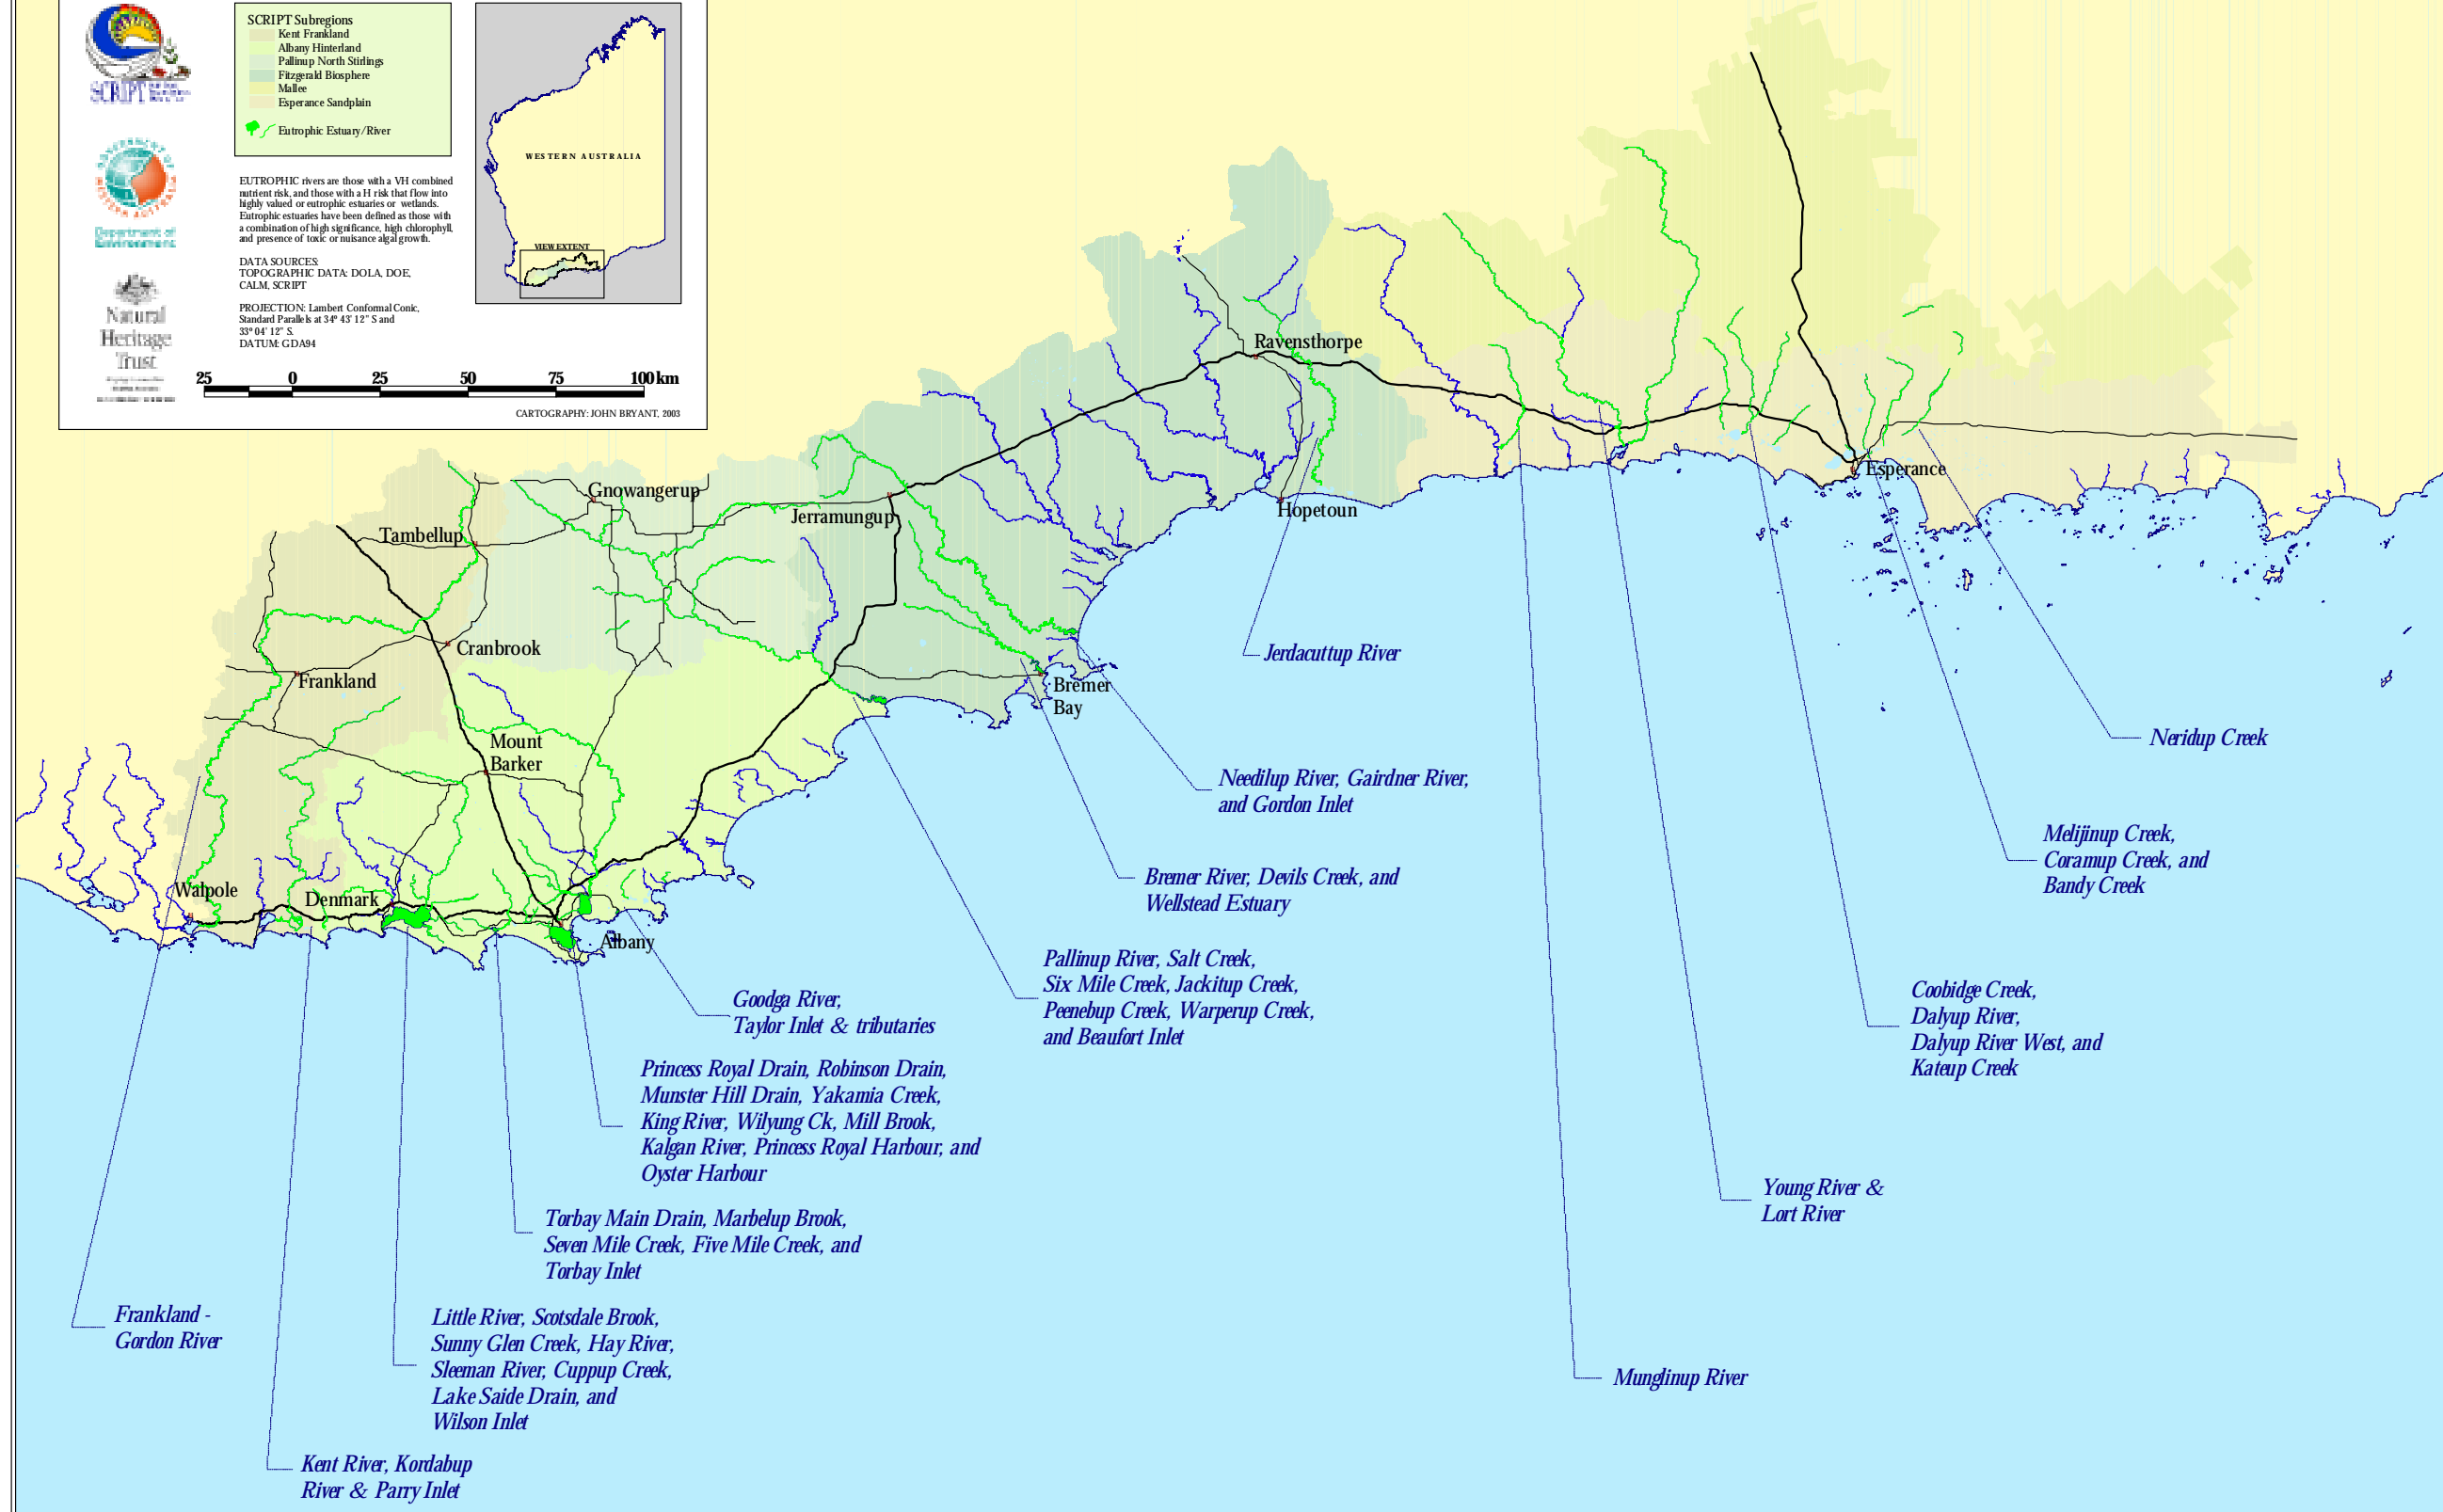 SCRIPT
GOVERNMENT OF
WESTERN AUSTRALIA
Department of
Environment
Natural
Heritage
Trust
SCRIPT Subregions
Kent Frankland
Albany Hinterland
Pallinup North Stirlings
Fitzgerald Biosphere
Mallee
Esperance Sandplain
Eutrophic Estuary/River
EUTROPHIC rivers are those with a VH combined
nutrient risk, and those with a H risk that flow into
highly valued or eutrophic estuaries or wetlands.
Eutrophic estuaries have been defined as those with
a combination of high significance, high chlorophyll,
and presence of toxic or nuisance algal growth.
DATA SOURCES:
TOPOGRAPHIC DATA: DOLA, DOE,
CALM, SCRIPT
PROJECTION: Lambert Conformal Conic,
Standard Parallels at 34º 43' 12" S and
33º 04' 12" S.
DATUM: GDA94
25 0 25 50 75 100 km
CARTOGRAPHY: JOHN BRYANT, 2003
WESTERN AUSTRALIA
VIEW EXTENT
Ravensthorpe
Esperance
Gnowangerup
Hopetoun
Jerramungup
Tambellup
Cranbrook
Frankland
Bremer
Bay
Mount
Barker
Walpole
Denmark
Albany
Jerdacuttup River
Neridup Creek
Needilup River, Gairdner River,
and Gordon Inlet
Melijinup Creek,
Coramup Creek, and
Bandy Creek
Bremer River, Devils Creek, and
Wellstead Estuary
Pallinup River, Salt Creek,
Six Mile Creek, Jackitup Creek,
Peenebup Creek, Warperup Creek,
and Beaufort Inlet
Coobidge Creek,
Dalyup River,
Dalyup River West, and
Kateup Creek
Goodga River,
Taylor Inlet & tributaries
Princess Royal Drain, Robinson Drain,
Munster Hill Drain, Yakamia Creek,
King River, Wilyung Ck, Mill Brook,
Kalgan River, Princess Royal Harbour, and
Oyster Harbour
Young River &
Lort River
Torbay Main Drain, Marbelup Brook,
Seven Mile Creek, Five Mile Creek, and
Torbay Inlet
Frankland -
Gordon River
Little River, Scotsdale Brook,
Sunny Glen Creek, Hay River,
Sleeman River, Cuppup Creek,
Lake Saide Drain, and
Wilson Inlet
Munglinup River
Kent River, Kordabup
River & Parry Inlet